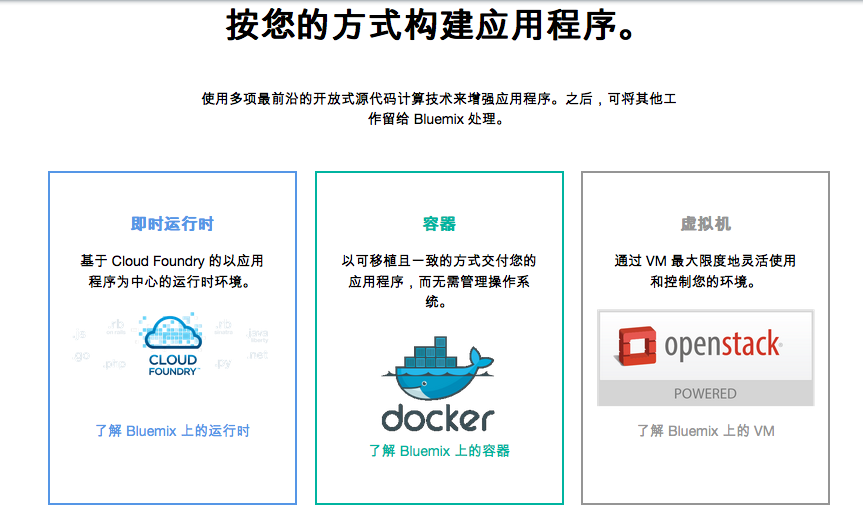 按您的方式构建应用程序。
使用多项最前沿的开放式源代码计算技术来增强应用程序。之后，可将其他工
作留给 Bluemix 处理。
即时运行时
基于 Cloud Foundry 的以应用
程序为中心的运行时环境。
.js
.rb
.rb
.java
.go
.php
CLOUD
FOUNDRY
.py
.net
了解 Bluemix 上的运行时
容器
以可移植且一致的方式交付您的
应用程序，而无需管理操作系
统。
docker
了解 Bluemix 上的容器
虚拟机
通过 VM 最大限度地灵活使用
和控制您的环境。
openstack
POWERED
了解 Bluemix 上的 VM